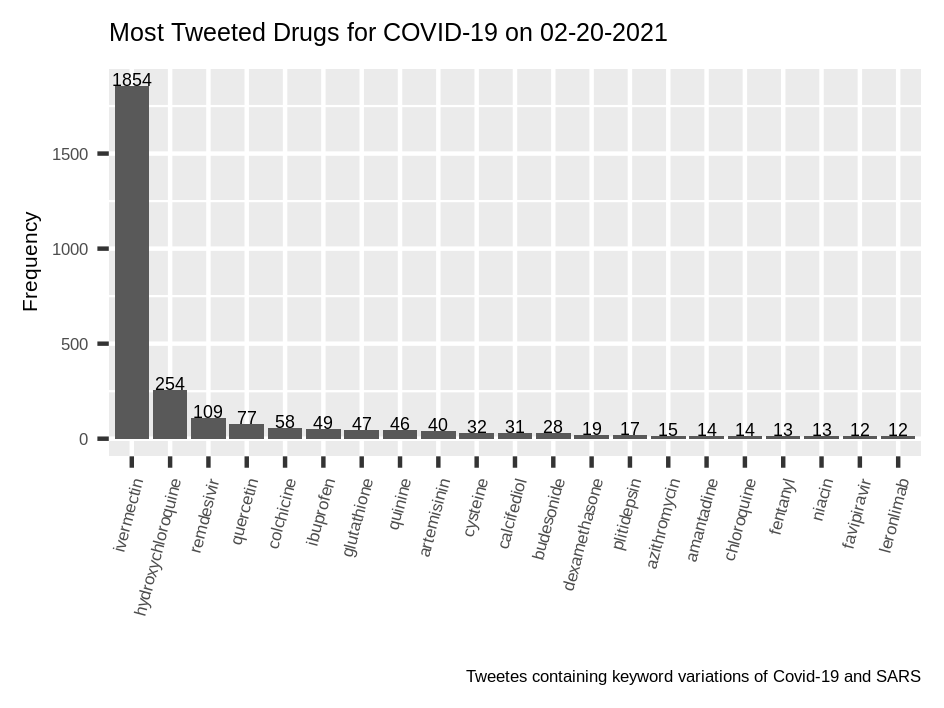 Most Tweeted Drugs for COVID-19 on 02-20-2021
Frequency
1500
1000
500
0
1854
254
109
77
58
49
47
46
40
32
31
28
19
17
15
14
14
13
13
12
12
ivermectin
hydroxychloroquine
remdesivir
quercetin
colchicine
ibuprofen
glutathione
quinine
artemisinin
cysteine
calcifediol
budesonide
dexamethasone
plitidepsin
azithromycin
amantadine
chloroquine
fentanyl
niacin
favipiravir
leronlimab
Tweetes containing keyword variations of Covid-19 and SARS